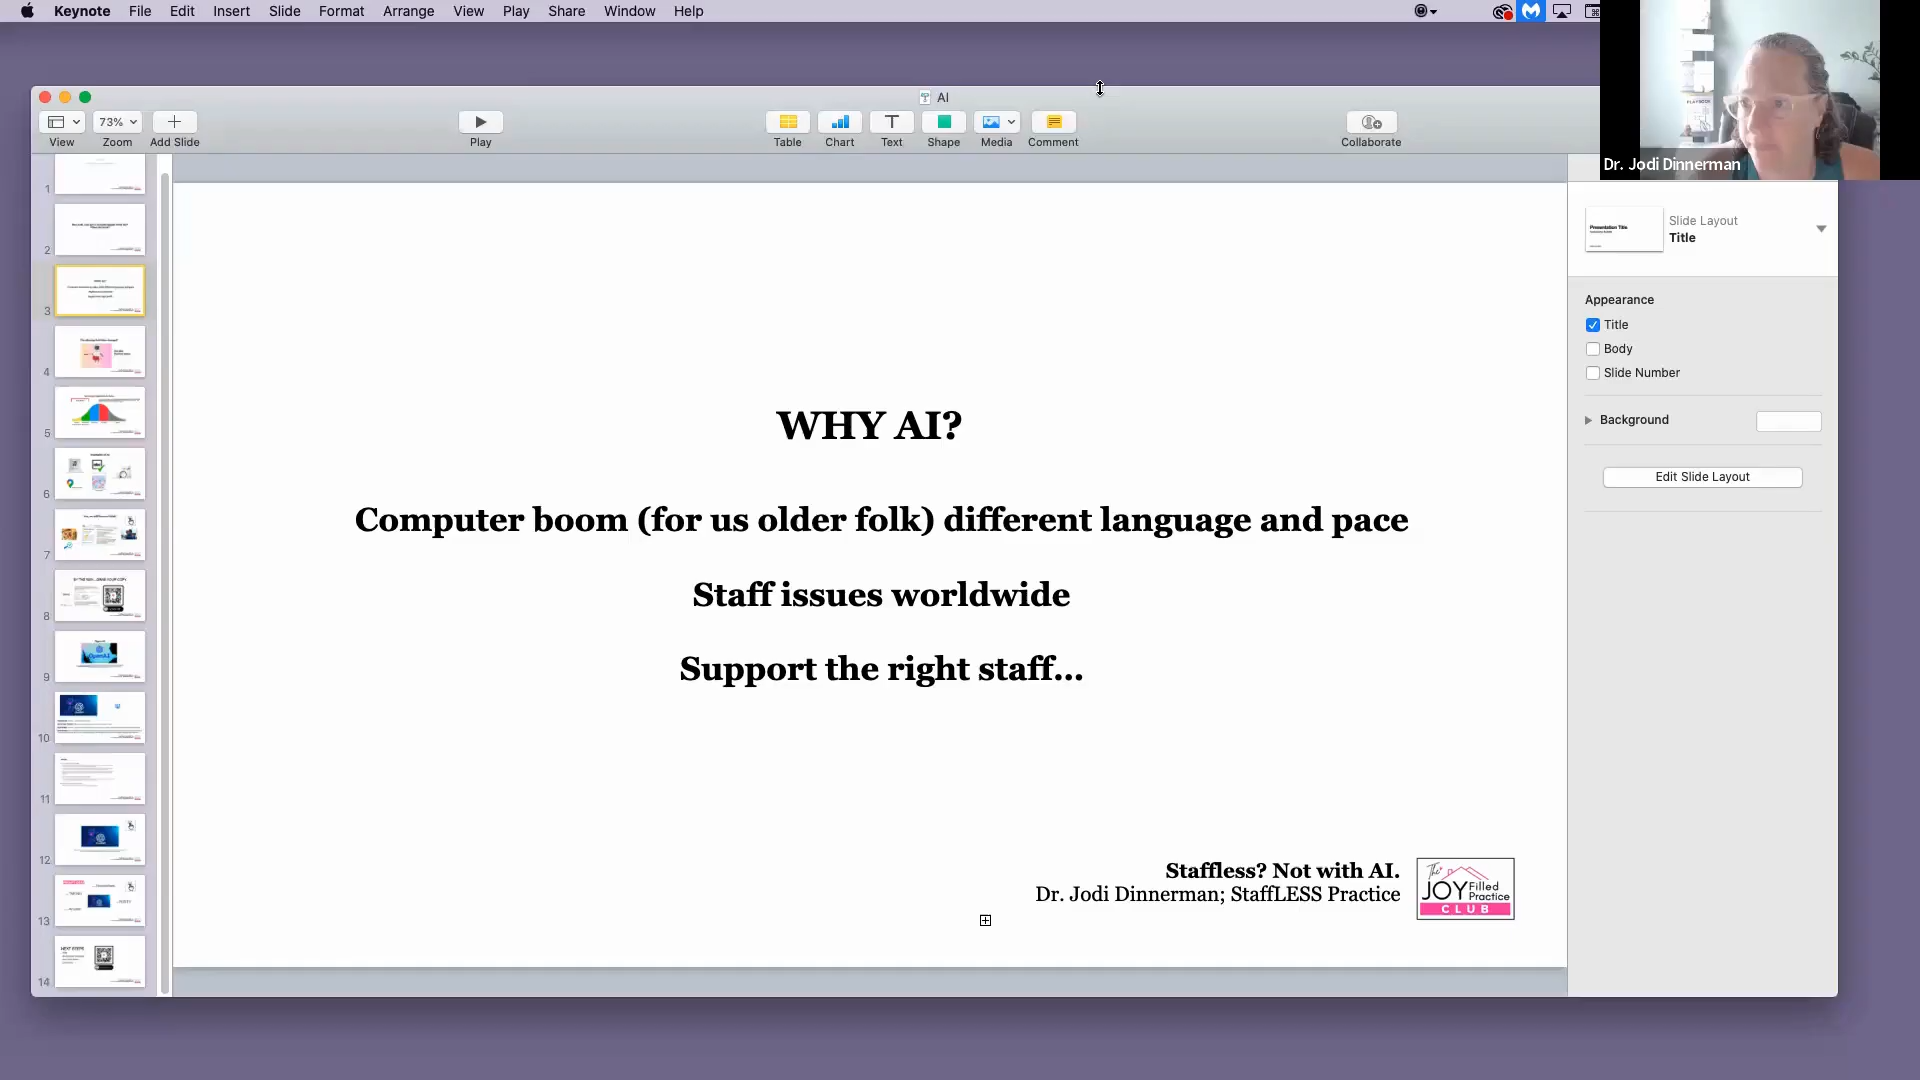 Keynote File Edit Insert Slide Format Arrange View Play Share Window Help
AI
73%
View Zoom Add Slide Play Table Chart Text Shape Media Comment Collaborate
Dr. Jodi Dinnerman
1
2
3
4
5
6
7
8
9
10
11
12
13
14
WHY AI?
Computer boom (for us older folk) different language and pace
Staff issues worldwide
Support the right staff...
Staffless? Not with AI.
Dr. Jodi Dinnerman; StaffLESS Practice
The
JOY Filled
Practice
CLUB
Presentation Title
Slide Layout
Title
Appearance
Title
Body
Slide Number
Background
Edit Slide Layout